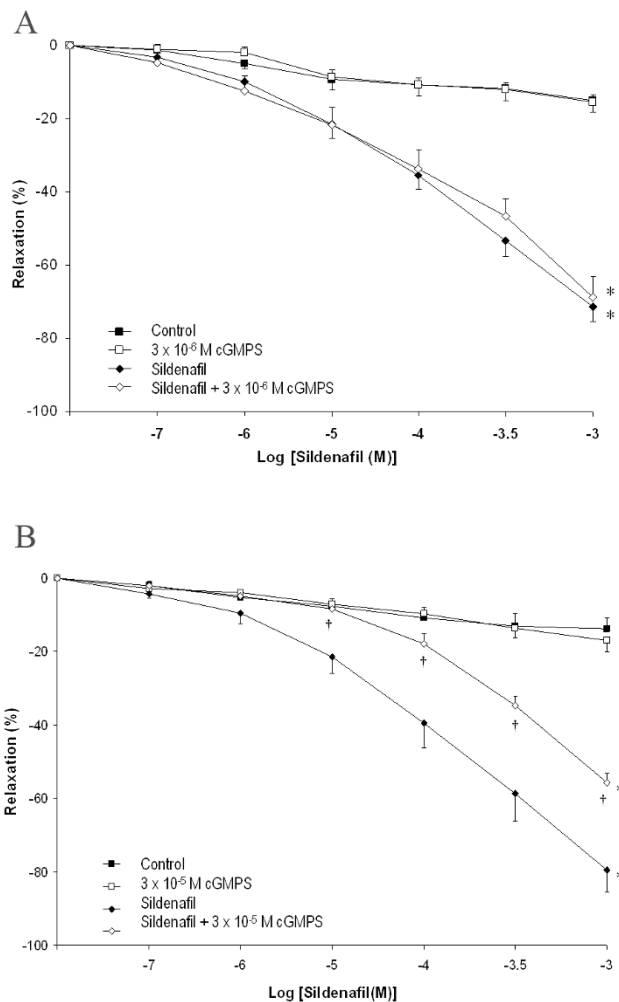 A
0
-20
-40
-60
-80
-100
Relaxation (%)
*
*
Control
3 x 10⁻⁶ M cGMPS
Sildenafil
Sildenafil + 3 x 10⁻⁶ M cGMPS
-7 -6 -5 -4 -3.5 -3
Log [Sildenafil (M)]
B
0
-20
-40
-60
-80
-100
Relaxation (%)
† † † †
*
*
Control
3 x 10⁻⁵ M cGMPS
Sildenafil
Sildenafil + 3 x 10⁻⁵ M cGMPS
-7 -6 -5 -4 -3.5 -3
Log [Sildenafil(M)]